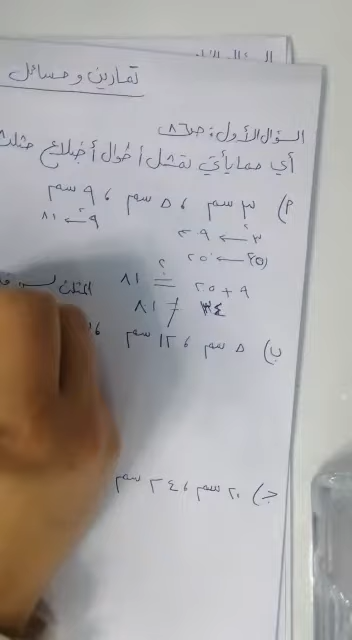 تمارين ومسائل
السؤال الأول: ص٨٦
أي مما يأتي تمثل أطوال أضلاع مثلث
أ) ٣ سم ، ٥ سم ، ٩ سم
٣² ← ٩ ٩² ← ٨١
(٥)² ← ٢٥
٢٥ + ٩ ≟ ٨١ المثلث ليس
٣٤ ≠ ٨١
ب) ٥ سم ، ١٢ سم ،
ج) ٢٠ سم ، ٢٤ سم